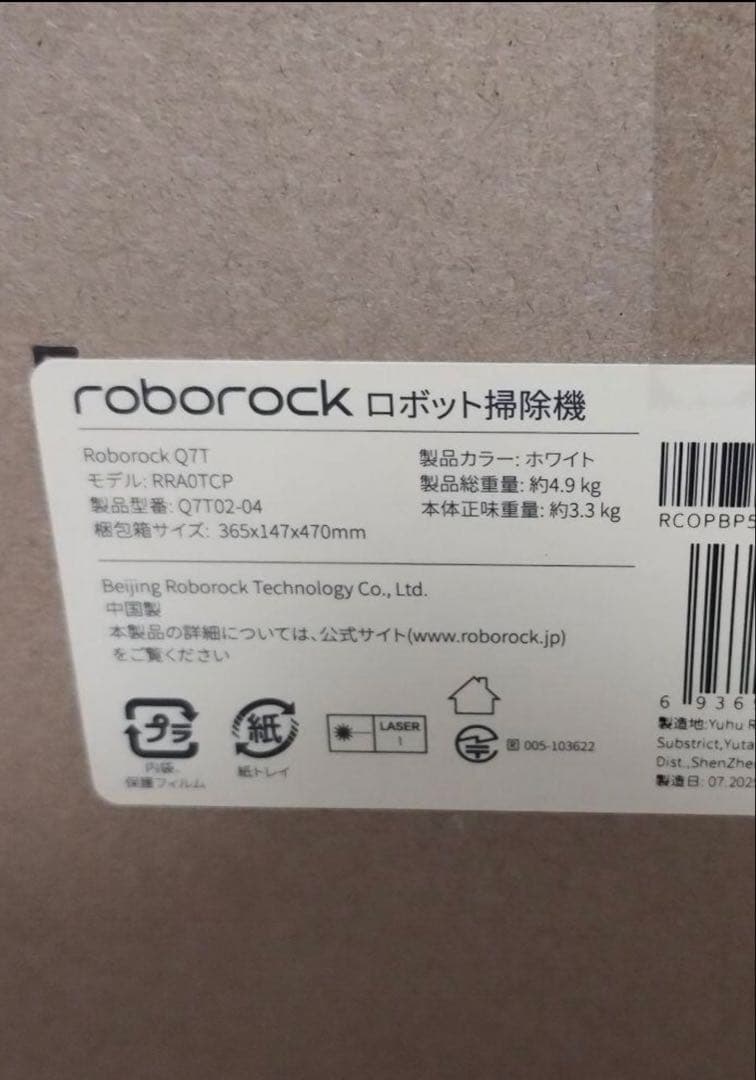 roborock ロボット掃除機
Roborock Q7T
モデル: RRA0TCP
製品型番: Q7T02-04
梱包箱サイズ: 365x147x470mm
製品カラー: ホワイト
製品総重量: 約4.9 kg
本体正味重量: 約3.3 kg
Beijing Roborock Technology Co., Ltd.
中国製
本製品の詳細については、公式サイト(www.roborock.jp)
をご覧ください
プラ
内袋、
保護フィルム
紙
紙トレイ
LASER
1
005-103622
RCOPBP5
6 936
製造地:Yuhu
Substrict,Yuta
Dist.,ShenZhe
製造日: 07.202